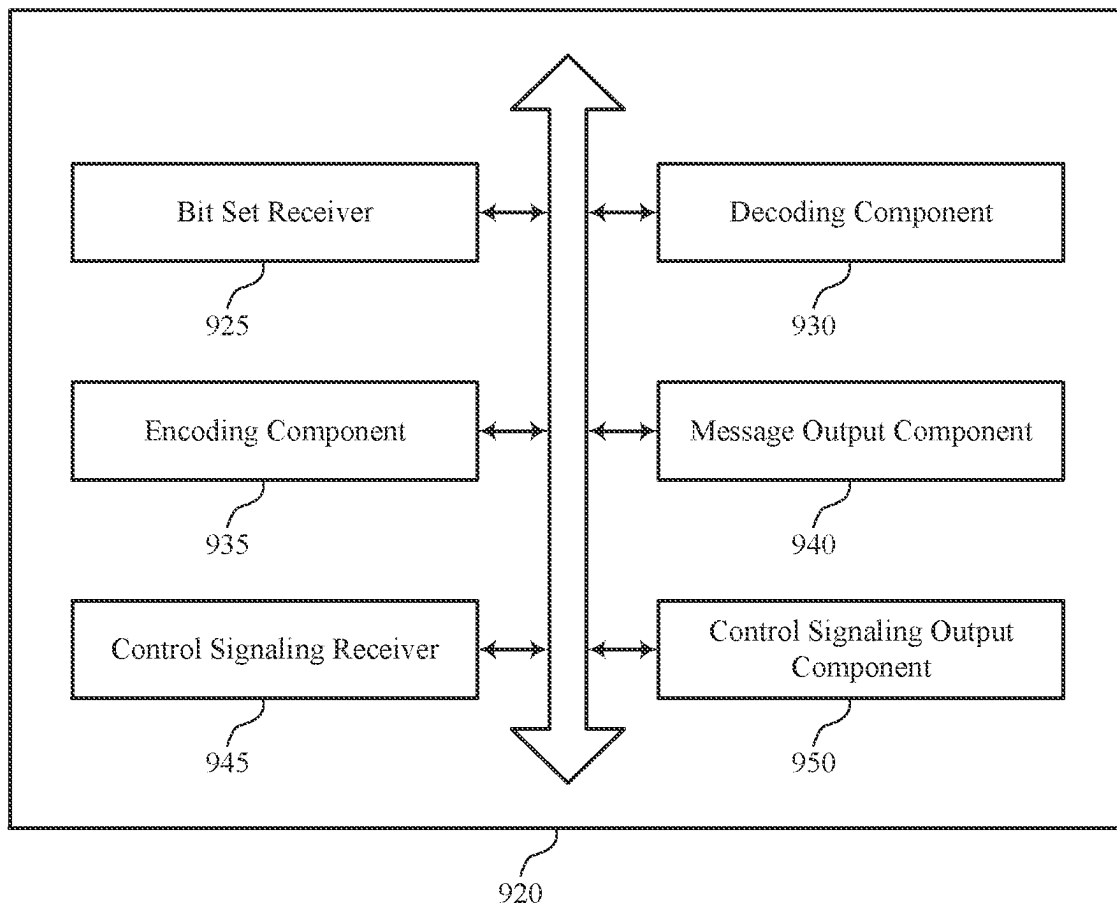 Bit Set Receiver
925
Decoding Component
930
Encoding Component
935
Message Output Component
940
Control Signaling Receiver
945
Control Signaling Output
Component
950
920